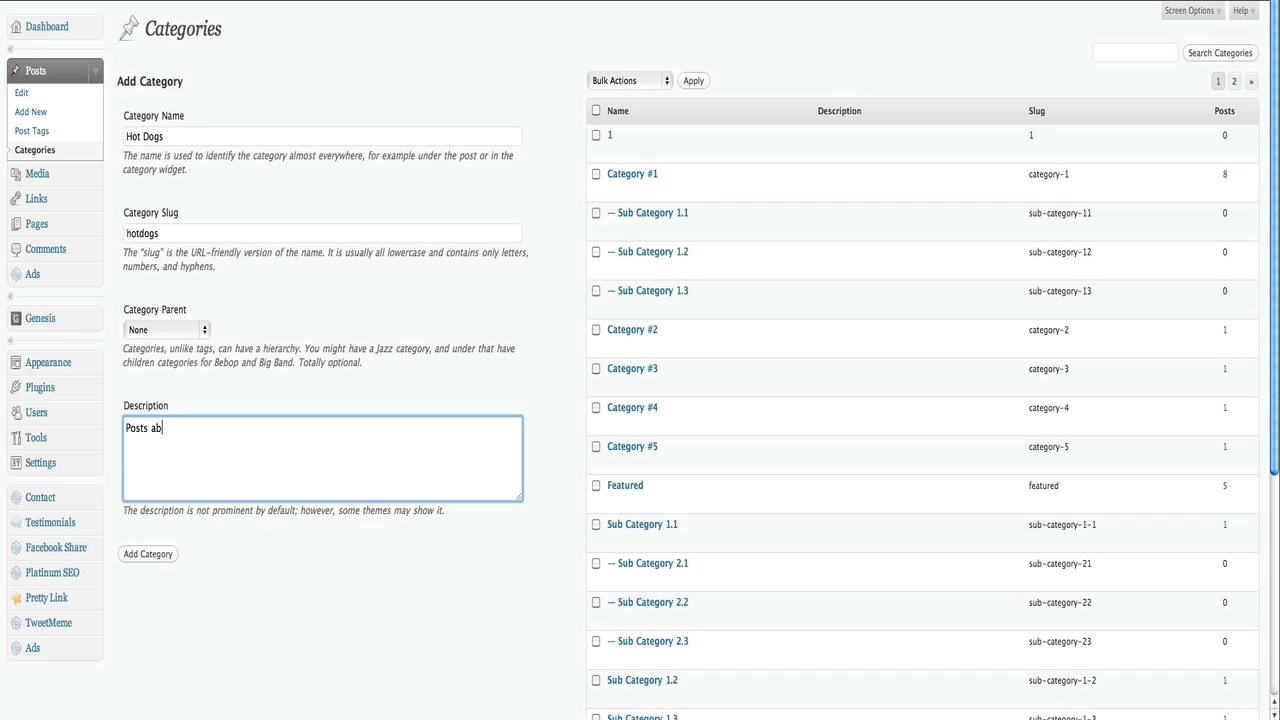 Screen Options
Help
Dashboard
Categories
Search Categories
Posts
Edit
Add New
Post Tags
Categories
Media
Links
Pages
Comments
Ads
Genesis
Appearance
Plugins
Users
Tools
Settings
Contact
Testimonials
Facebook Share
Platinum SEO
Pretty Link
TweetMeme
Ads
Add Category
Category Name
Hot Dogs
The name is used to identify the category almost everywhere, for example under the post or in the
category widget.
Category Slug
hotdogs
The "slug" is the URL-friendly version of the name. It is usually all lowercase and contains only letters,
numbers, and hyphens.
Category Parent
None
Categories, unlike tags, can have a hierarchy. You might have a Jazz category, and under that have
children categories for Bebop and Big Band. Totally optional.
Description
Posts ab
The description is not prominent by default; however, some themes may show it.
Add Category
Bulk Actions Apply 1 2 »
Name Description Slug Posts
1 1 0
Category #1 category-1 8
— Sub Category 1.1 sub-category-11 0
— Sub Category 1.2 sub-category-12 0
— Sub Category 1.3 sub-category-13 0
Category #2 category-2 1
Category #3 category-3 1
Category #4 category-4 1
Category #5 category-5 1
Featured featured 5
Sub Category 1.1 sub-category-1-1 1
— Sub Category 2.1 sub-category-21 0
— Sub Category 2.2 sub-category-22 0
— Sub Category 2.3 sub-category-23 0
Sub Category 1.2 sub-category-1-2 1
Sub Category 1.3 sub-category-1-3 1